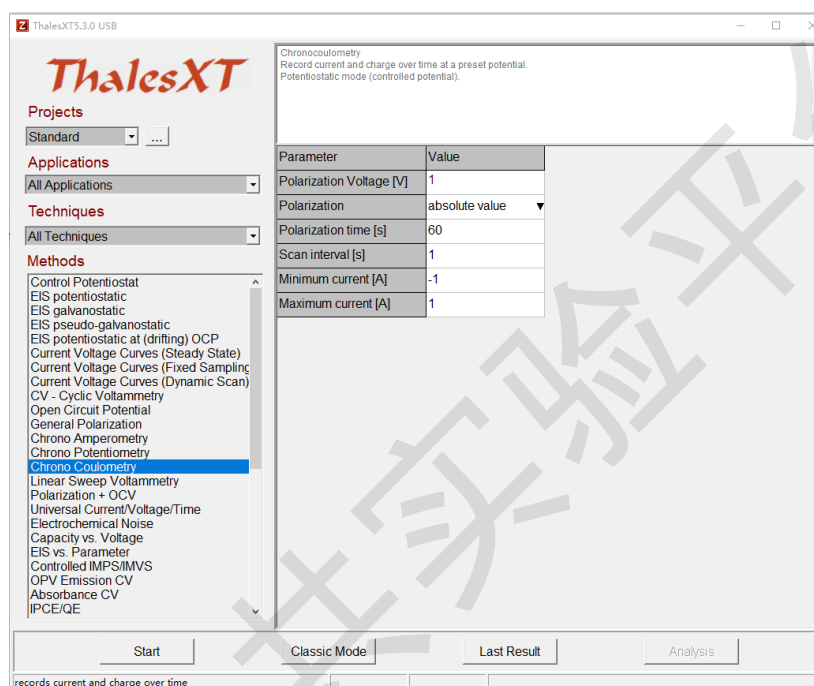 ThalesXT5.3.0 USB
ThalesXT
Projects
Standard
...
Applications
All Applications
Techniques
All Techniques
Methods
Control Potentiostat
EIS potentiostatic
EIS galvanostatic
EIS pseudo-galvanostatic
EIS potentiostatic at (drifting) OCP
Current Voltage Curves (Steady State)
Current Voltage Curves (Fixed Sampling
Current Voltage Curves (Dynamic Scan)
CV - Cyclic Voltammetry
Open Circuit Potential
General Polarization
Chrono Amperometry
Chrono Potentiometry
Chrono Coulometry
Linear Sweep Voltammetry
Polarization + OCV
Universal Current/Voltage/Time
Electrochemical Noise
Capacity vs. Voltage
EIS vs. Parameter
Controlled IMPS/IMVS
OPV Emission CV
Absorbance CV
IPCE/QE
Chronocoulometry
Record current and charge over time at a preset potential.
Potentiostatic mode (controlled potential).
Parameter Value
Polarization Voltage [V] 1
Polarization absolute value
Polarization time [s] 60
Scan interval [s] 1
Minimum current [A] -1
Maximum current [A] 1
Start Classic Mode Last Result Analysis
records current and charge over time
共实验平